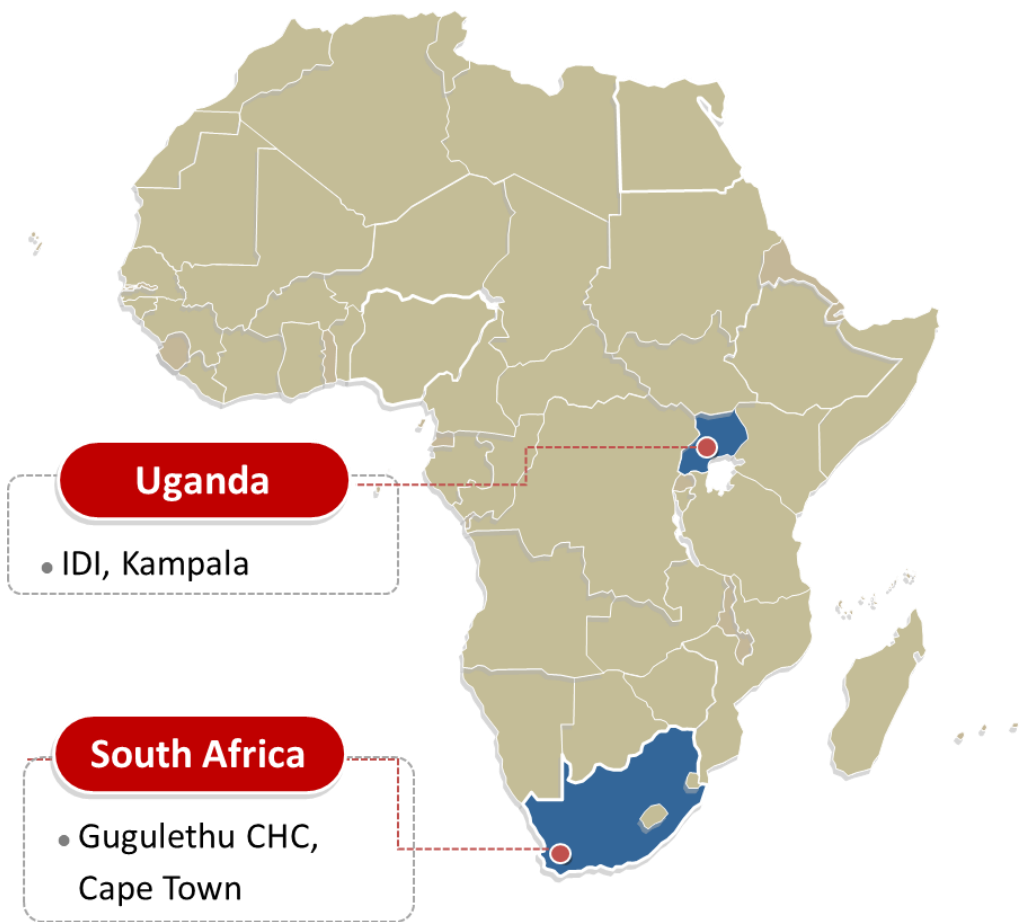 Uganda
• IDI, Kampala
South Africa
• Gugulethu CHC,
Cape Town